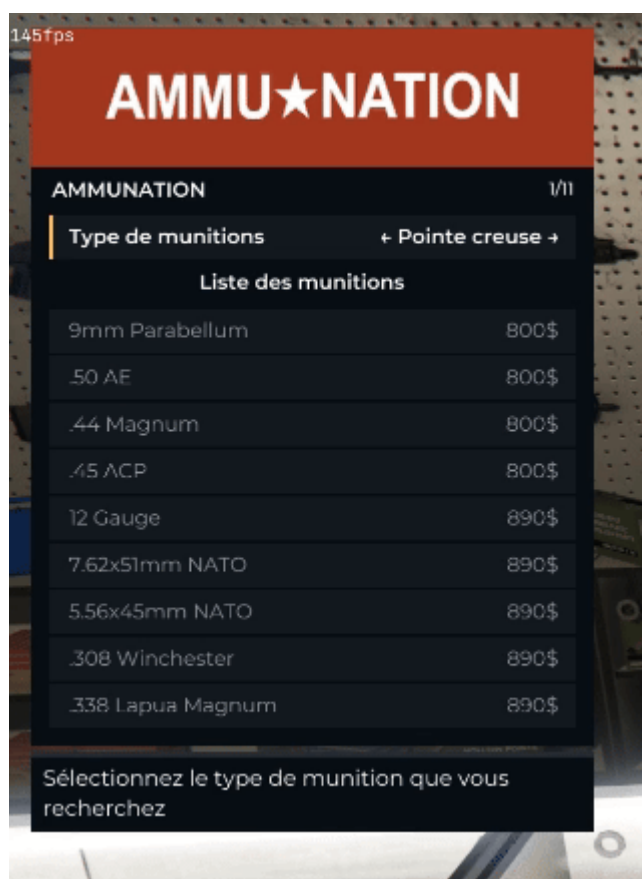 145fps
AMMU★NATION
AMMUNATION 1/11
Type de munitions ← Pointe creuse →
Liste des munitions
9mm Parabellum 800$
.50 AE 800$
.44 Magnum 800$
.45 ACP 800$
12 Gauge 890$
7.62x51mm NATO 890$
5.56x45mm NATO 890$
.308 Winchester 890$
.338 Lapua Magnum 890$
Sélectionnez le type de munition que vous
recherchez